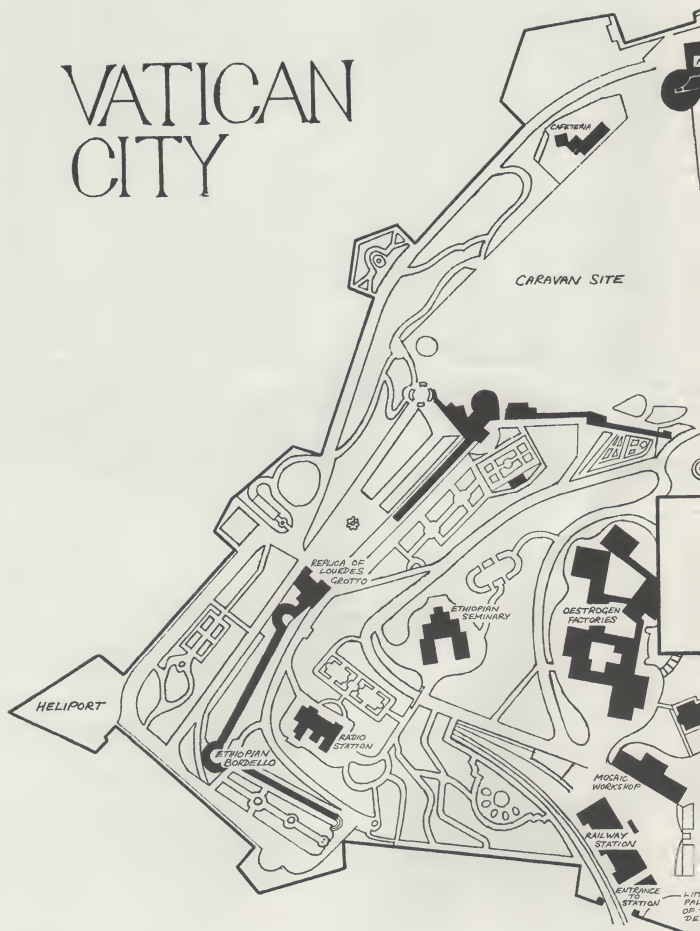 VATICAN
CITY
CAFETERIA
CARAVAN SITE
REPLICA OF
LOURDES
GROTTO
ETHIOPIAN
SEMINARY
OESTROGEN
FACTORIES
HELIPORT
RADIO
STATION
ETHIOPIAN
BORDELLO
MOSAIC
WORKSHOP
RAILWAY
STATION
ENTRANCE
TO
STATION